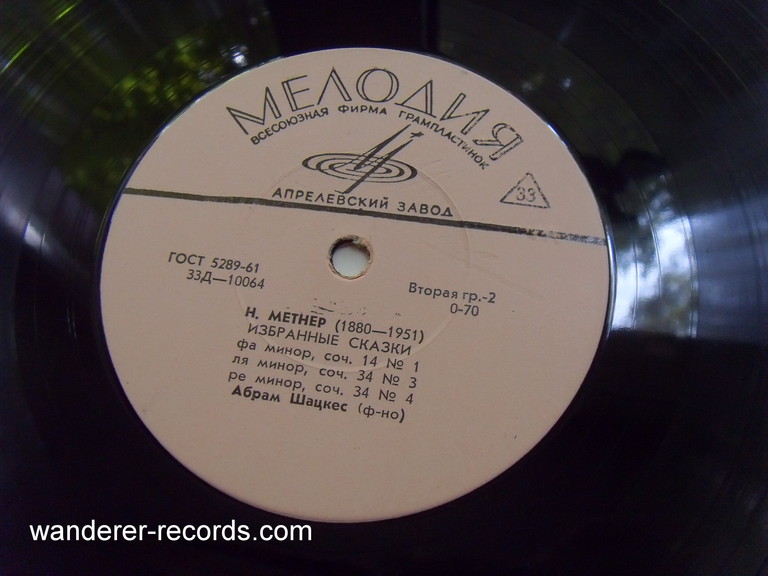 МЕЛОДИЯ
ВСЕСОЮЗНАЯ ФИРМА ГРАМПЛАСТИНОК
33
АПРЕЛЕВСКИЙ ЗАВОД
ГОСТ 5289-61
33Д—10064
Вторая гр.-2
0-70
Н. МЕТНЕР (1880—1951)
ИЗБРАННЫЕ СКАЗКИ
фа минор, соч. 14 № 1
ля минор, соч. 34 № 3
ре минор, соч. 34 № 4
Абрам Шацкес (ф-но)
wanderer-records.com